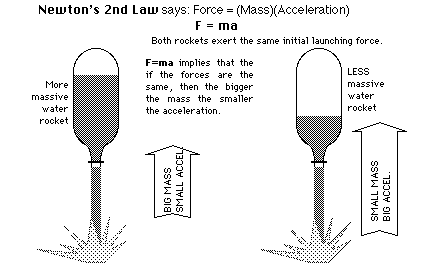 Newton's 2nd Law says: Force = (Mass)(Acceleration)
F = ma
Both rockets exert the same initial launching force.
More
massive
water
rocket
F=ma implies that the
if the forces are the
same, then the bigger
the mass the smaller
the acceleration.
LESS
massive
water
rocket
BIG MASS
SMALL ACCEL.
SMALL MASS
BIG ACCEL.